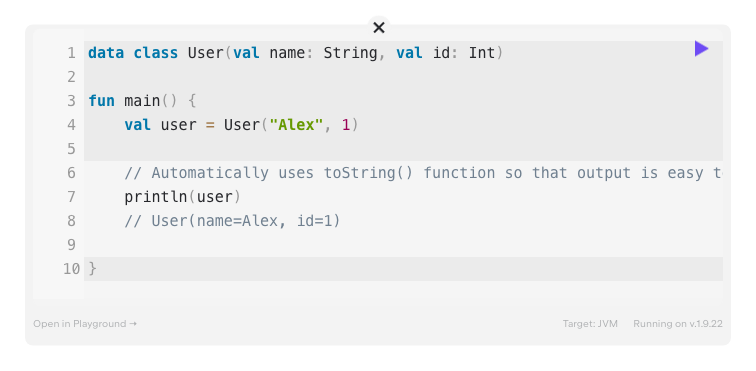 1 data class User(val name: String, val id: Int)
2
3 fun main() {
4     val user = User("Alex", 1)
5
6     // Automatically uses toString() function so that output is easy t
7     println(user)
8     // User(name=Alex, id=1)
9
10 }
Open in Playground → Target: JVM Running on v.1.9.22